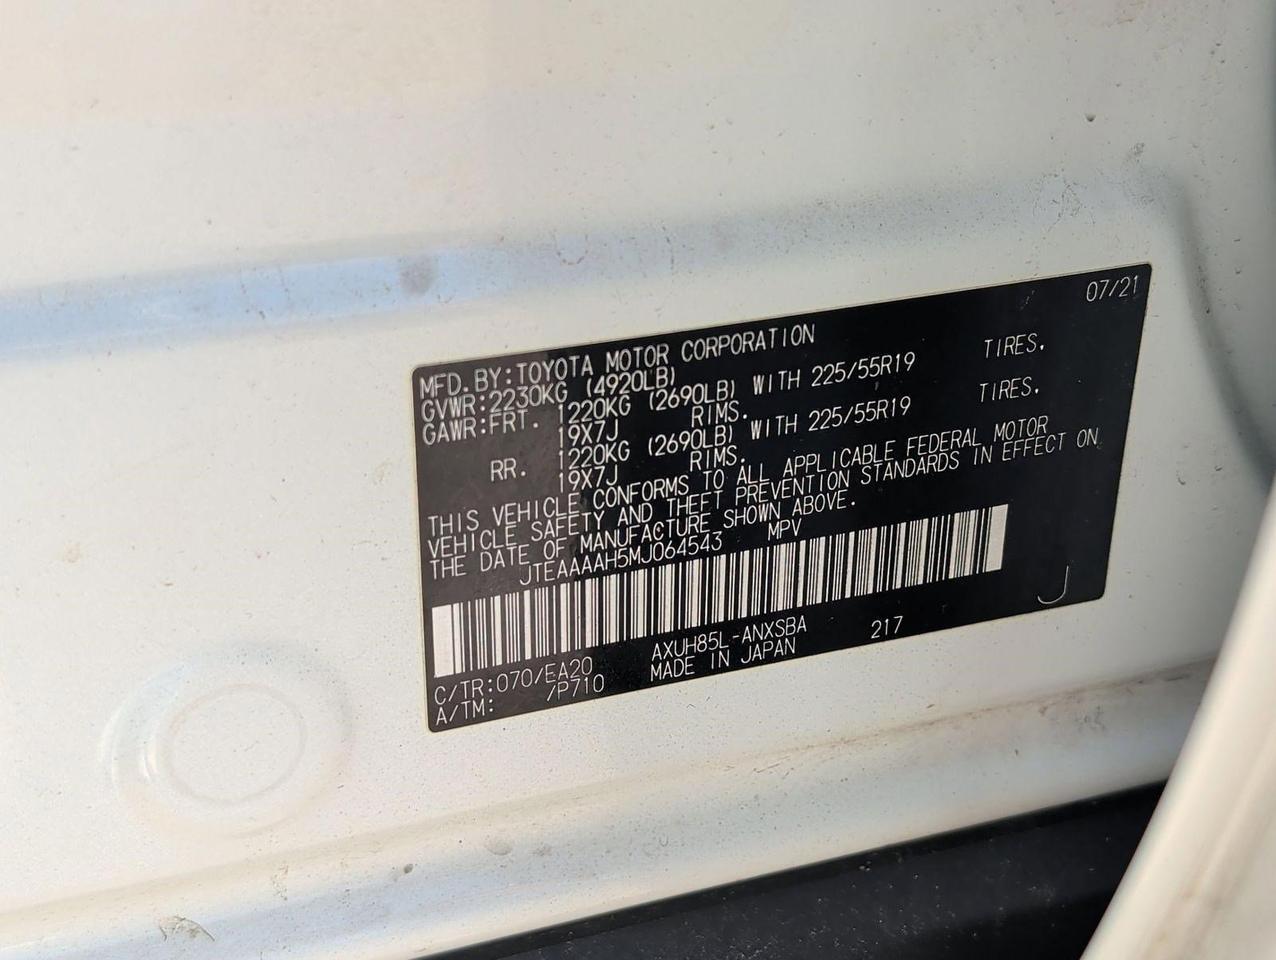 07/21
MFD.BY:TOYOTA MOTOR CORPORATION
GVWR:2230KG (4920LB)
GAWR:FRT. 1220KG (2690LB) WITH 225/55R19 TIRES.
19X7J RIMS.
RR. 1220KG (2690LB) WITH 225/55R19 TIRES.
19X7J RIMS.
THIS VEHICLE CONFORMS TO ALL APPLICABLE FEDERAL MOTOR
VEHICLE SAFETY AND THEFT PREVENTION STANDARDS IN EFFECT ON
THE DATE OF MANUFACTURE SHOWN ABOVE.
JTEAAAAH5MJ064543 MPV
C/TR:070/EA20 AXUH85L-ANXSBA 217 J
A/TM: /P710 MADE IN JAPAN